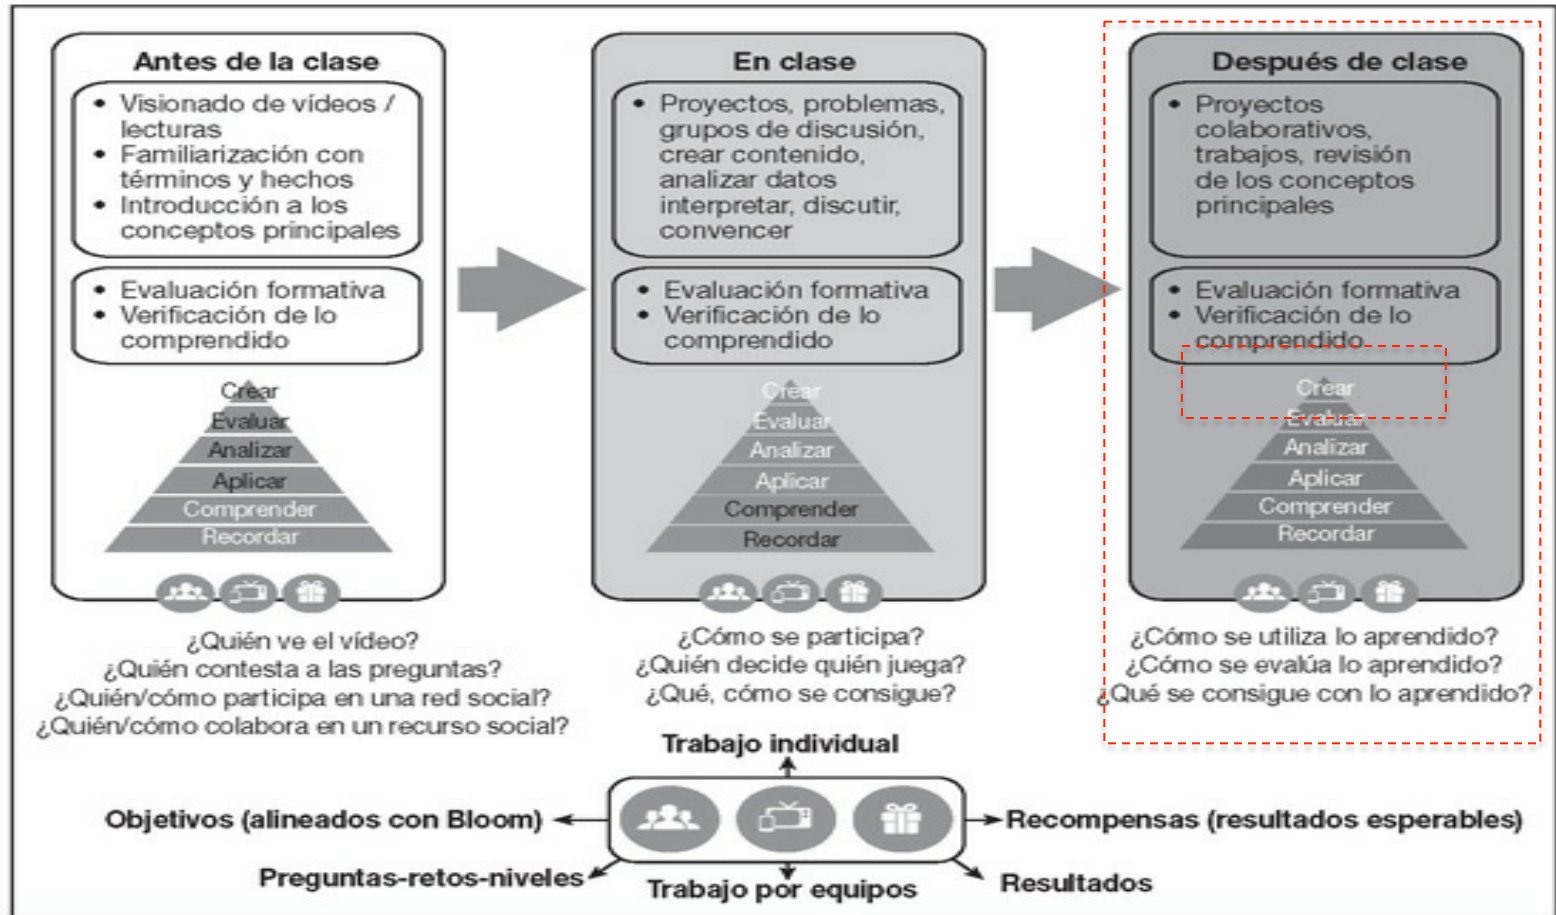 Antes de la clase
• Visionado de vídeos /
lecturas
• Familiarización con
términos y hechos
• Introducción a los
conceptos principales
• Evaluación formativa
• Verificación de lo
comprendido
Crear
Evaluar
Analizar
Aplicar
Comprender
Recordar
¿Quién ve el vídeo?
¿Quién contesta a las preguntas?
¿Quién/cómo participa en una red social?
¿Quién/cómo colabora en un recurso social?
En clase
• Proyectos, problemas,
grupos de discusión,
crear contenido,
analizar datos
interpretar, discutir,
convencer
• Evaluación formativa
• Verificación de lo
comprendido
Crear
Evaluar
Analizar
Aplicar
Comprender
Recordar
¿Cómo se participa?
¿Quién decide quién juega?
¿Qué, cómo se consigue?
Después de clase
• Proyectos
colaborativos,
trabajos, revisión
de los conceptos
principales
• Evaluación formativa
• Verificación de lo
comprendido
Crear
Evaluar
Analizar
Aplicar
Comprender
Recordar
¿Cómo se utiliza lo aprendido?
¿Cómo se evalúa lo aprendido?
¿Qué se consigue con lo aprendido?
Trabajo individual
Objetivos (alineados con Bloom)
Recompensas (resultados esperables)
Preguntas-retos-niveles
Trabajo por equipos
Resultados